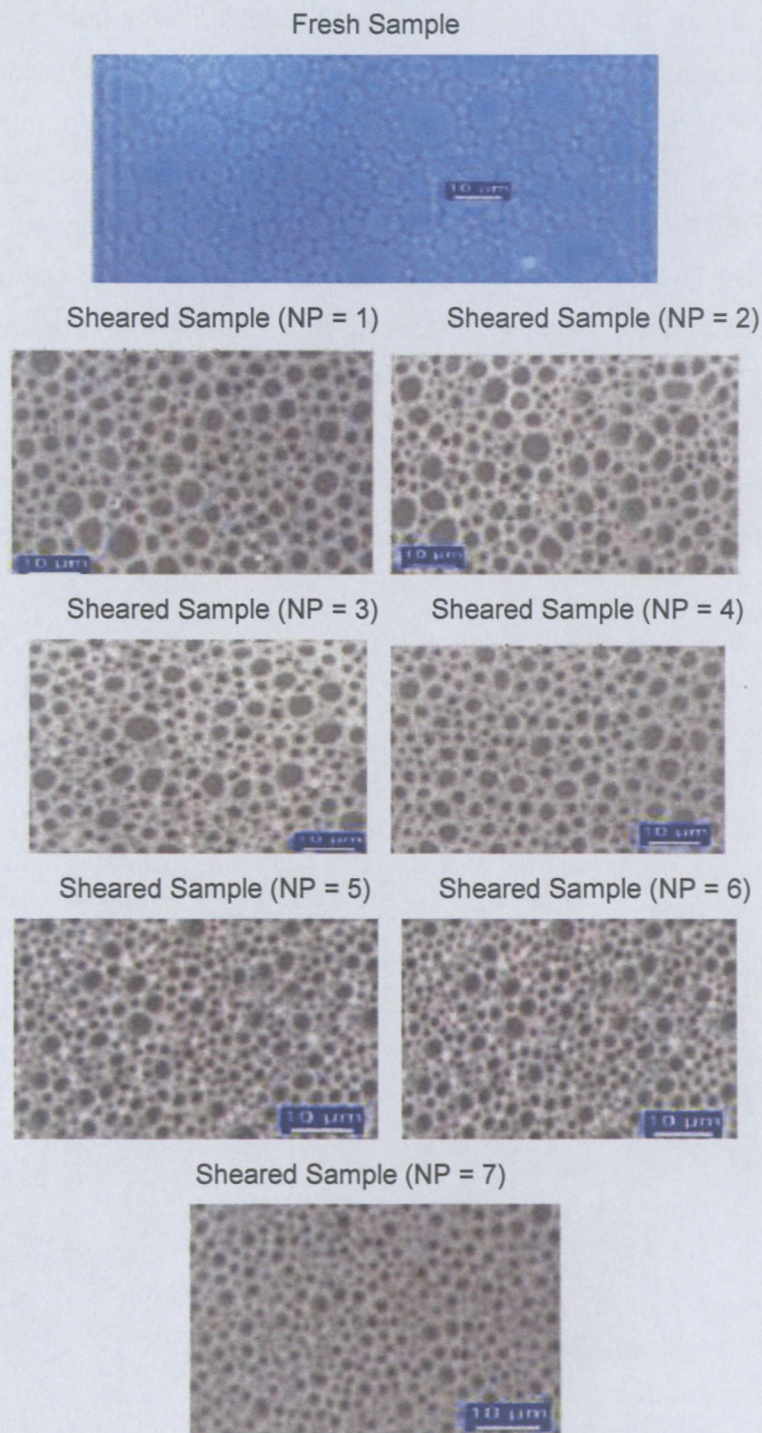 Fresh Sample
10 µm
Sheared Sample (NP = 1) Sheared Sample (NP = 2)
10 µm 10 µm
Sheared Sample (NP = 3) Sheared Sample (NP = 4)
10 µm 10 µm
Sheared Sample (NP = 5) Sheared Sample (NP = 6)
10 µm 10 µm
Sheared Sample (NP = 7)
10 µm